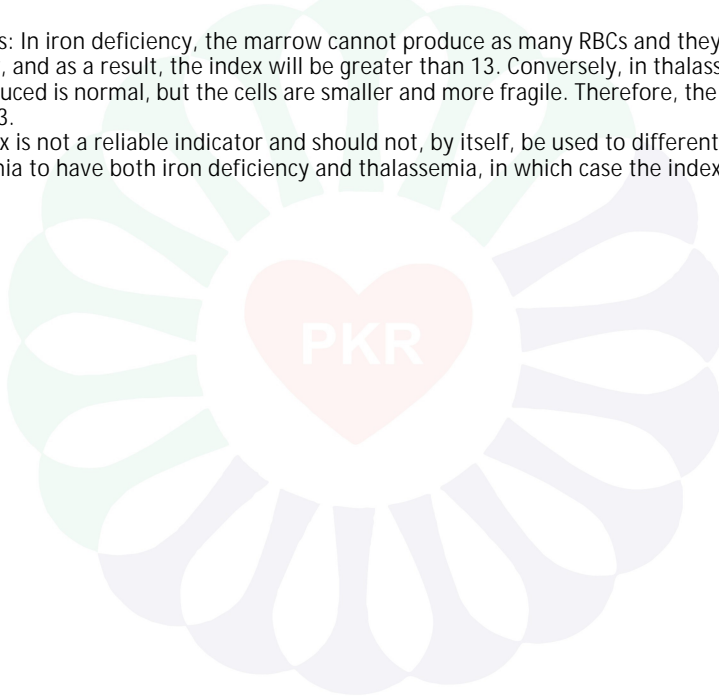 s: In iron deficiency, the marrow cannot produce as many RBCs and they
, and as a result, the index will be greater than 13. Conversely, in thalass
uced is normal, but the cells are smaller and more fragile. Therefore, the
3.
x is not a reliable indicator and should not, by itself, be used to different
nia to have both iron deficiency and thalassemia, in which case the index
PKR